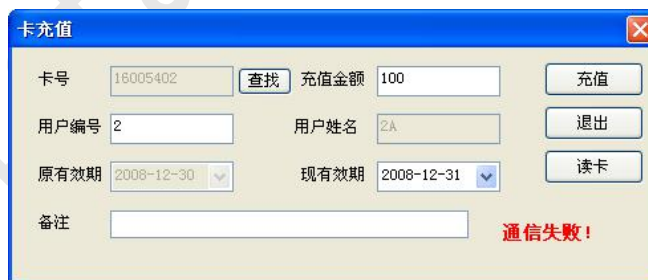 卡充值
卡号 16005402 查找 充值金额 100 充值
用户编号 2 用户姓名 2A 退出
原有效期 2008-12-30 现有效期 2008-12-31 读卡
备注 通信失败!